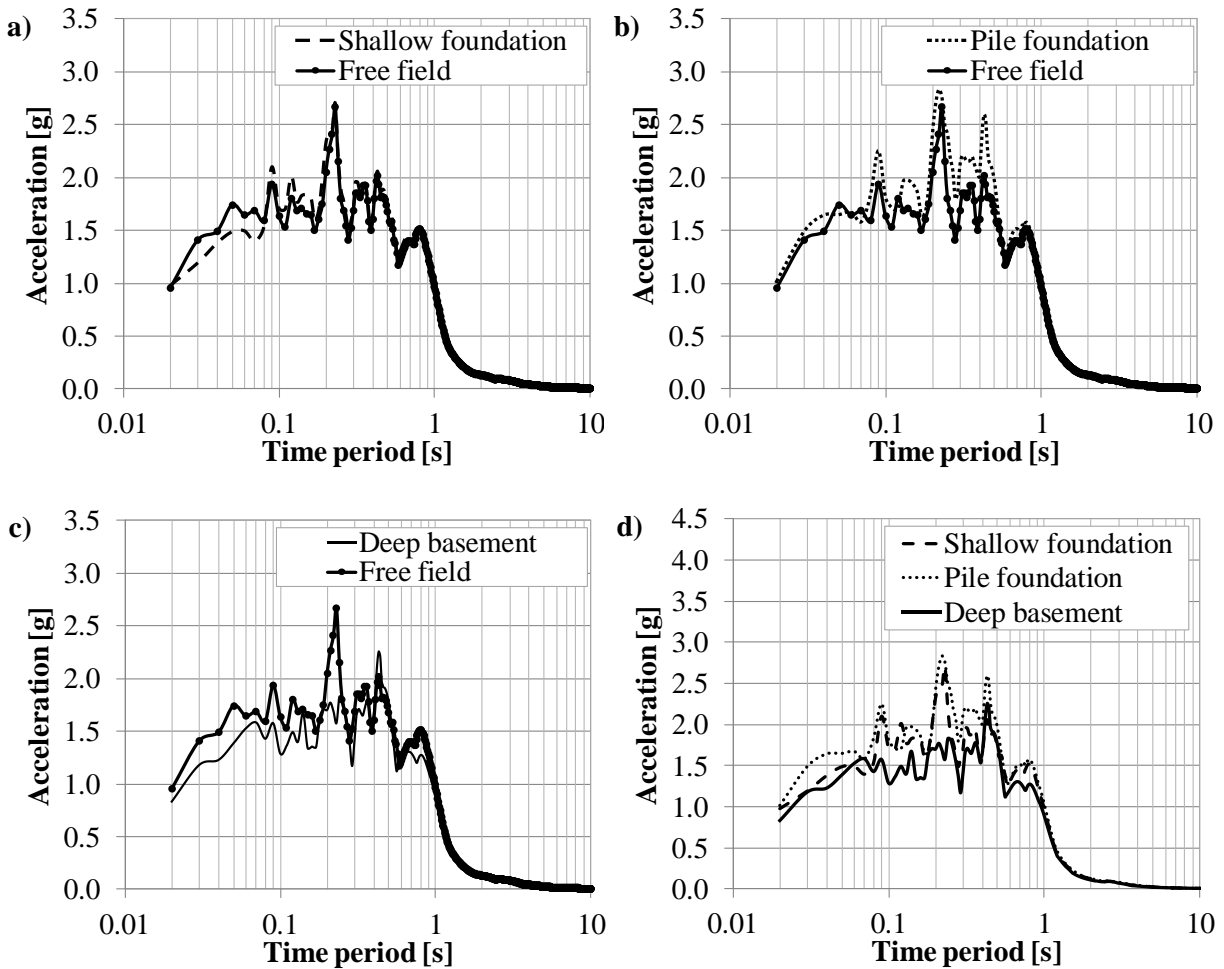 a)
Shallow foundation
Free field
3.5
3.0
2.5
2.0
1.5
1.0
0.5
0.0
Acceleration [g]
0.01 0.1 1 10
Time period [s]
b)
Pile foundation
Free field
3.5
3.0
2.5
2.0
1.5
1.0
0.5
0.0
Acceleration [g]
0.01 0.1 1 10
Time period [s]
c)
Deep basement
Free field
3.5
3.0
2.5
2.0
1.5
1.0
0.5
0.0
Acceleration [g]
0.01 0.1 1 10
Time period [s]
d)
Shallow foundation
Pile foundation
Deep basement
4.5
4.0
3.5
3.0
2.5
2.0
1.5
1.0
0.5
0.0
Acceleration [g]
0.01 0.1 1 10
Time period [s]